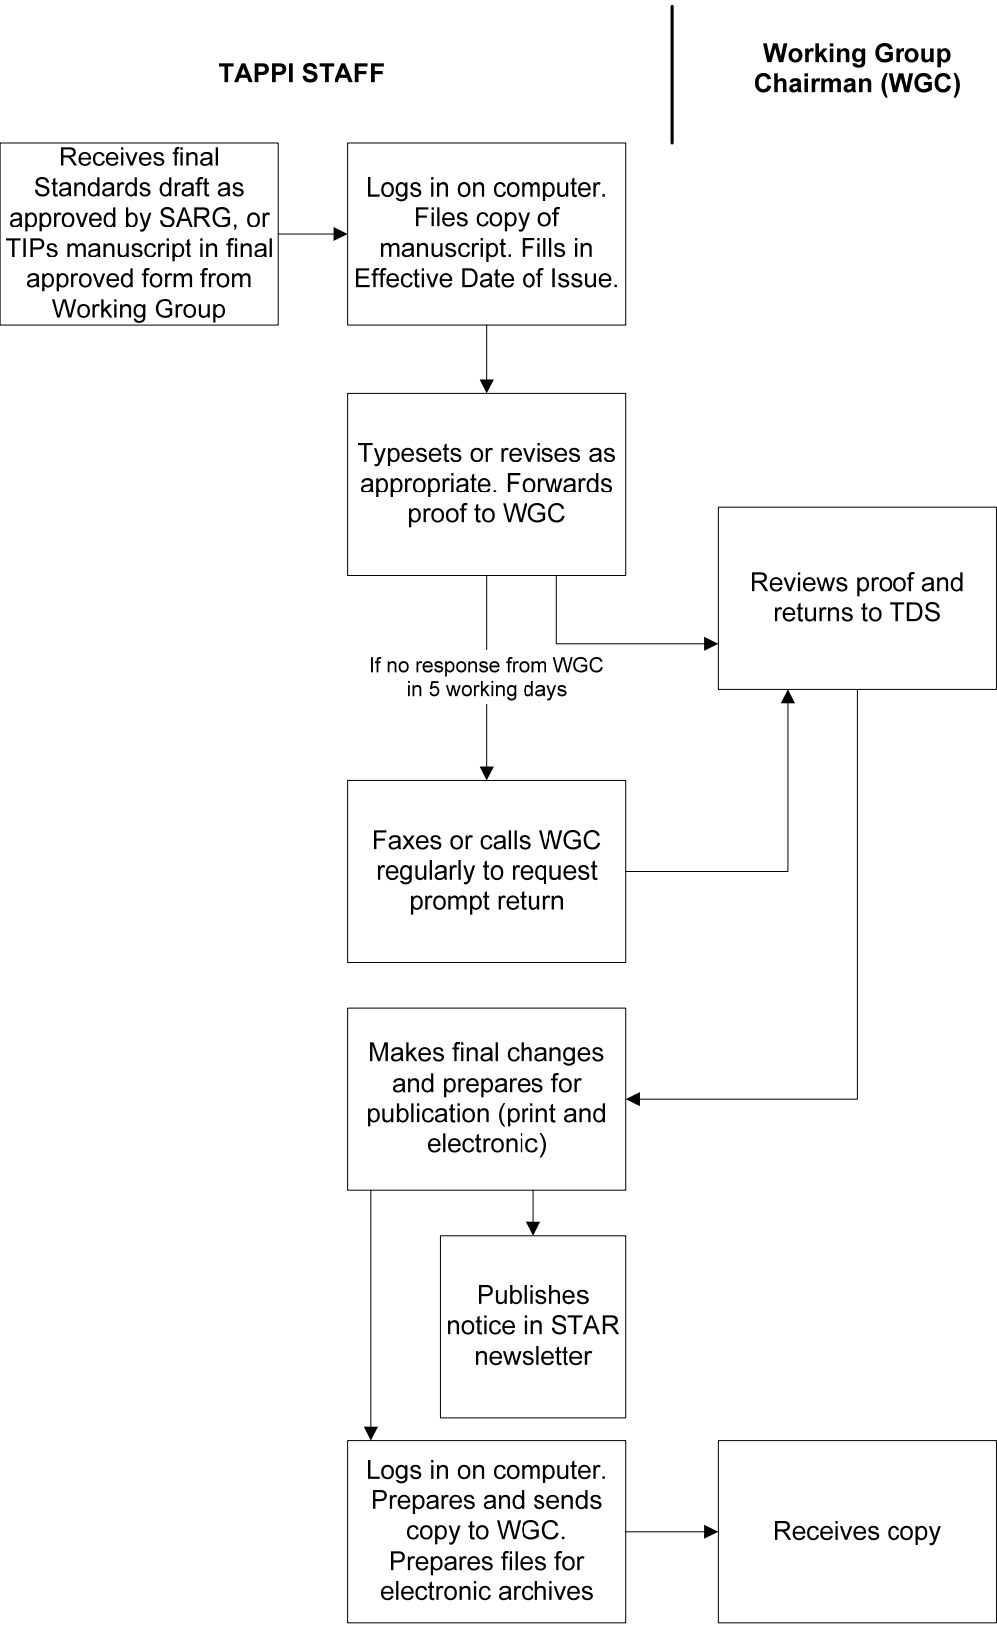 TAPPI STAFF
Working Group
Chairman (WGC)
Receives final
Standards draft as
approved by SARG, or
TIPs manuscript in final
approved form from
Working Group
Logs in on computer.
Files copy of
manuscript. Fills in
Effective Date of Issue.
Typesets or revises as
appropriate. Forwards
proof to WGC
Reviews proof and
returns to TDS
If no response from WGC
in 5 working days
Faxes or calls WGC
regularly to request
prompt return
Makes final changes
and prepares for
publication (print and
electronic)
Publishes
notice in STAR
newsletter
Logs in on computer.
Prepares and sends
copy to WGC.
Prepares files for
electronic archives
Receives copy